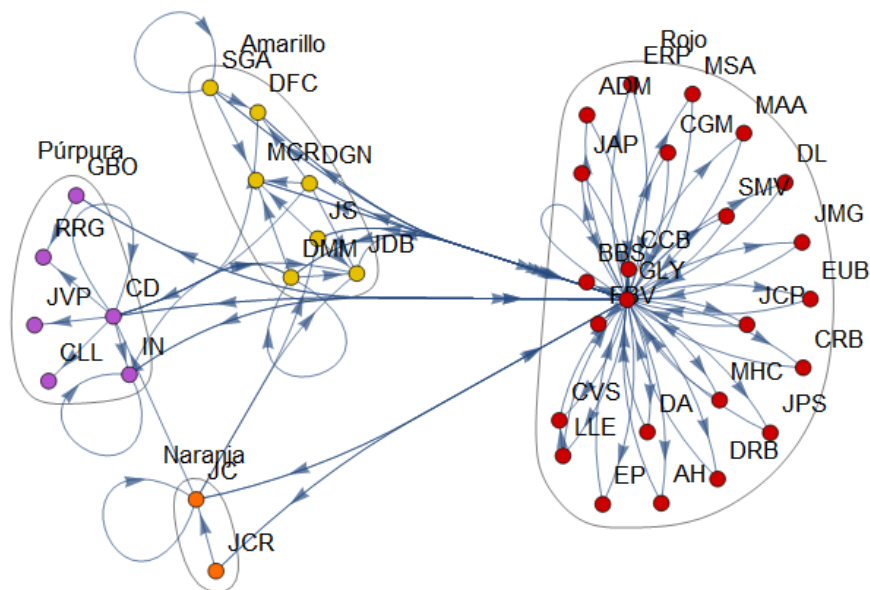 Amarillo
SGA
DFC
MCR
DGN
JS
DMM
JDB
Púrpura
GBO
RRG
CD
JVP
IN
CLL
Naranja
JC
JCR
Rojo
ERP
MSA
ADM
CGM
MAA
JAP
DL
SMV
JMG
CCB
BBS
GLY
EUB
FBV
JCP
CRB
MHC
CVS
DA
JPS
LLE
DRB
EP
AH